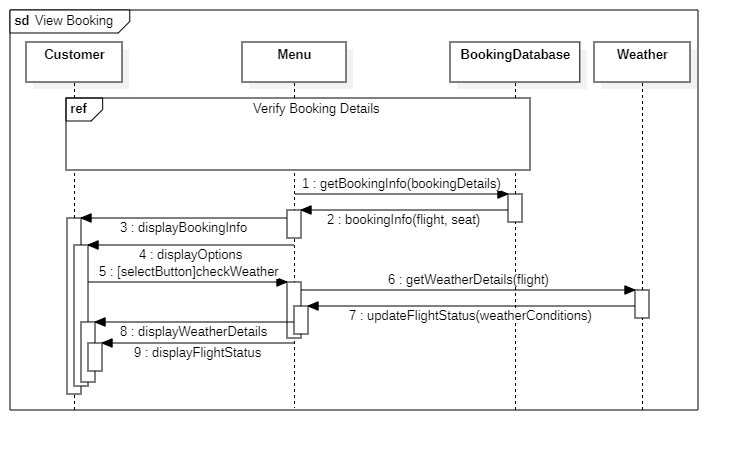 sd View Booking
Customer
Menu
BookingDatabase
Weather
ref
Verify Booking Details
1 : getBookingInfo(bookingDetails)
2 : bookingInfo(flight, seat)
3 : displayBookingInfo
4 : displayOptions
5 : [selectButton]checkWeather
6 : getWeatherDetails(flight)
7 : updateFlightStatus(weatherConditions)
8 : displayWeatherDetails
9 : displayFlightStatus